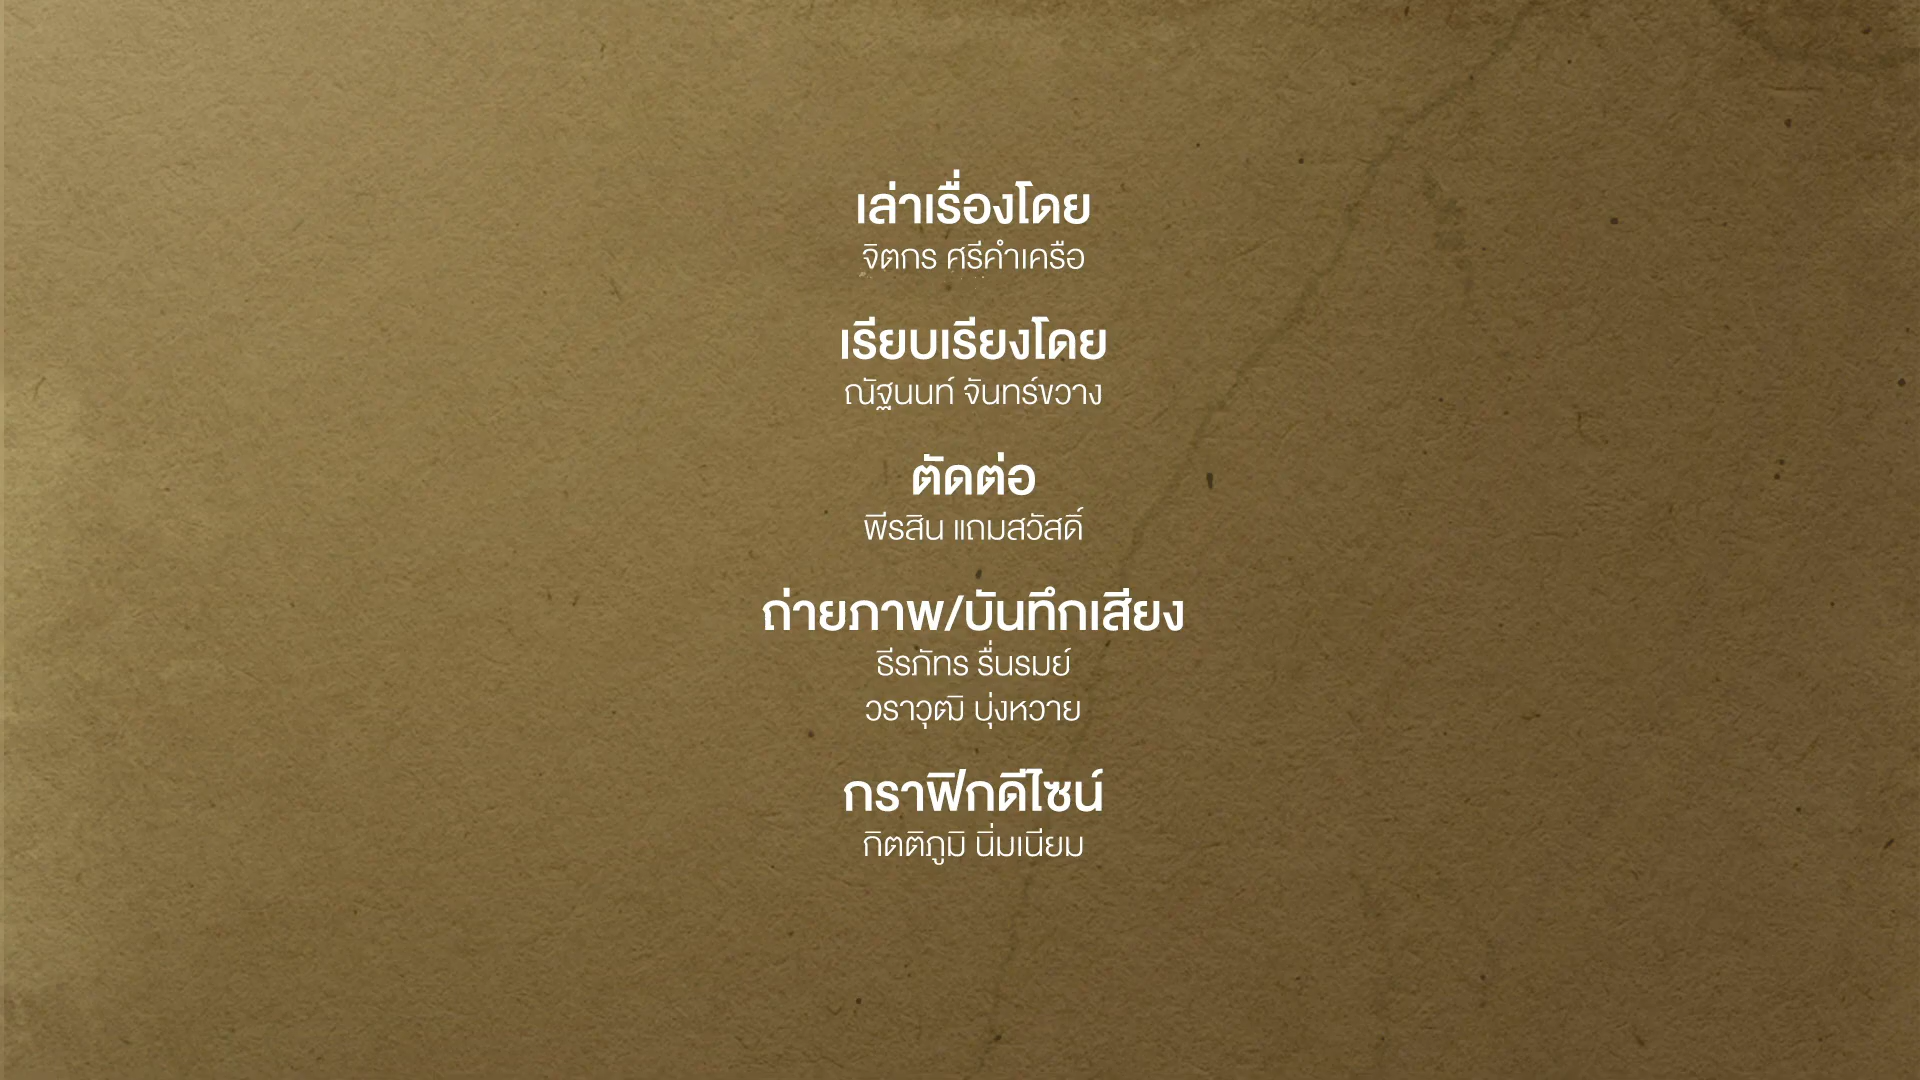 เล่าเรื่องโดย
จิตกร ศรีคำเครือ
เรียบเรียงโดย
ณัฐนนท์ จันทร์ขวาง
ตัดต่อ
พีรสิน แถมสวัสดิ์
ถ่ายภาพ/บันทึกเสียง
ธีรภัทร รื่นรมย์
วราวุฒิ บุ่งหวาย
กราฟิกดีไซน์
กิตติภูมิ นิ่มเนียม